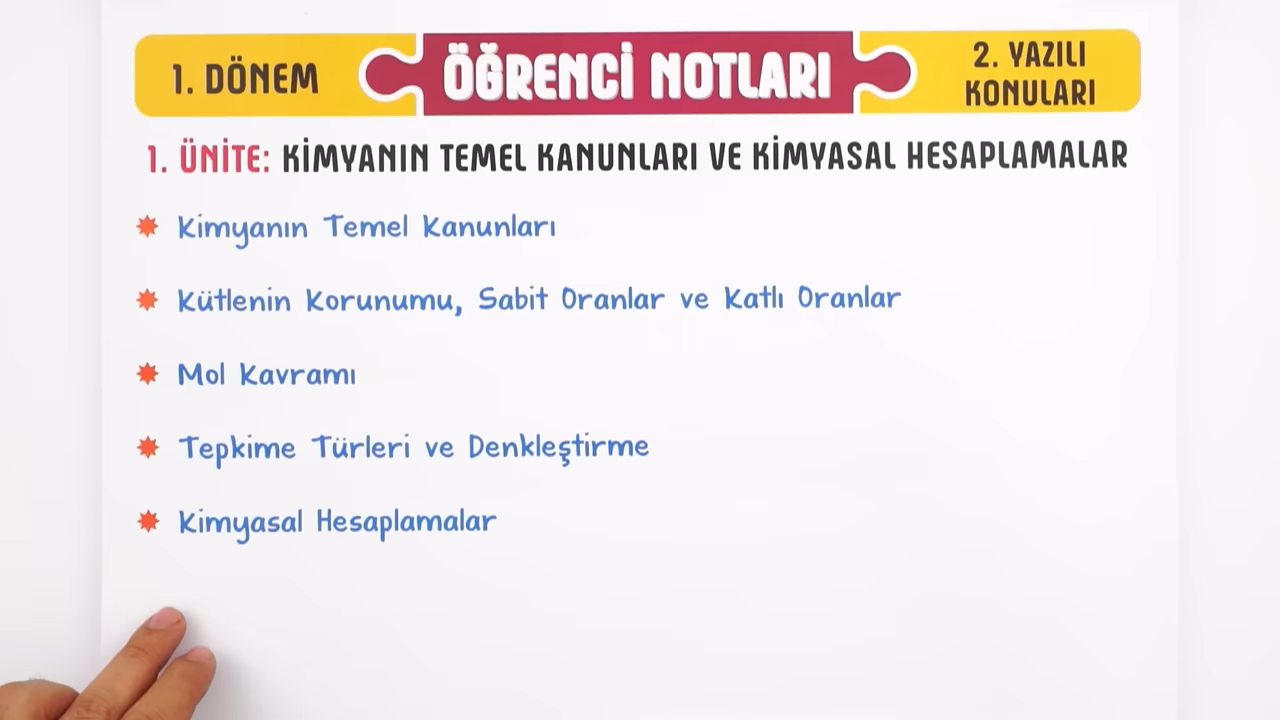 1. DÖNEM
ÖĞRENCİ NOTLARI
2. YAZILI
KONULARI
1. ÜNİTE: KİMYANIN TEMEL KANUNLARI VE KİMYASAL HESAPLAMALAR
Kimyanın Temel Kanunları
Kütlenin Korunumu, Sabit Oranlar ve Katlı Oranlar
Mol Kavramı
Tepkime Türleri ve Denkleştirme
Kimyasal Hesaplamalar